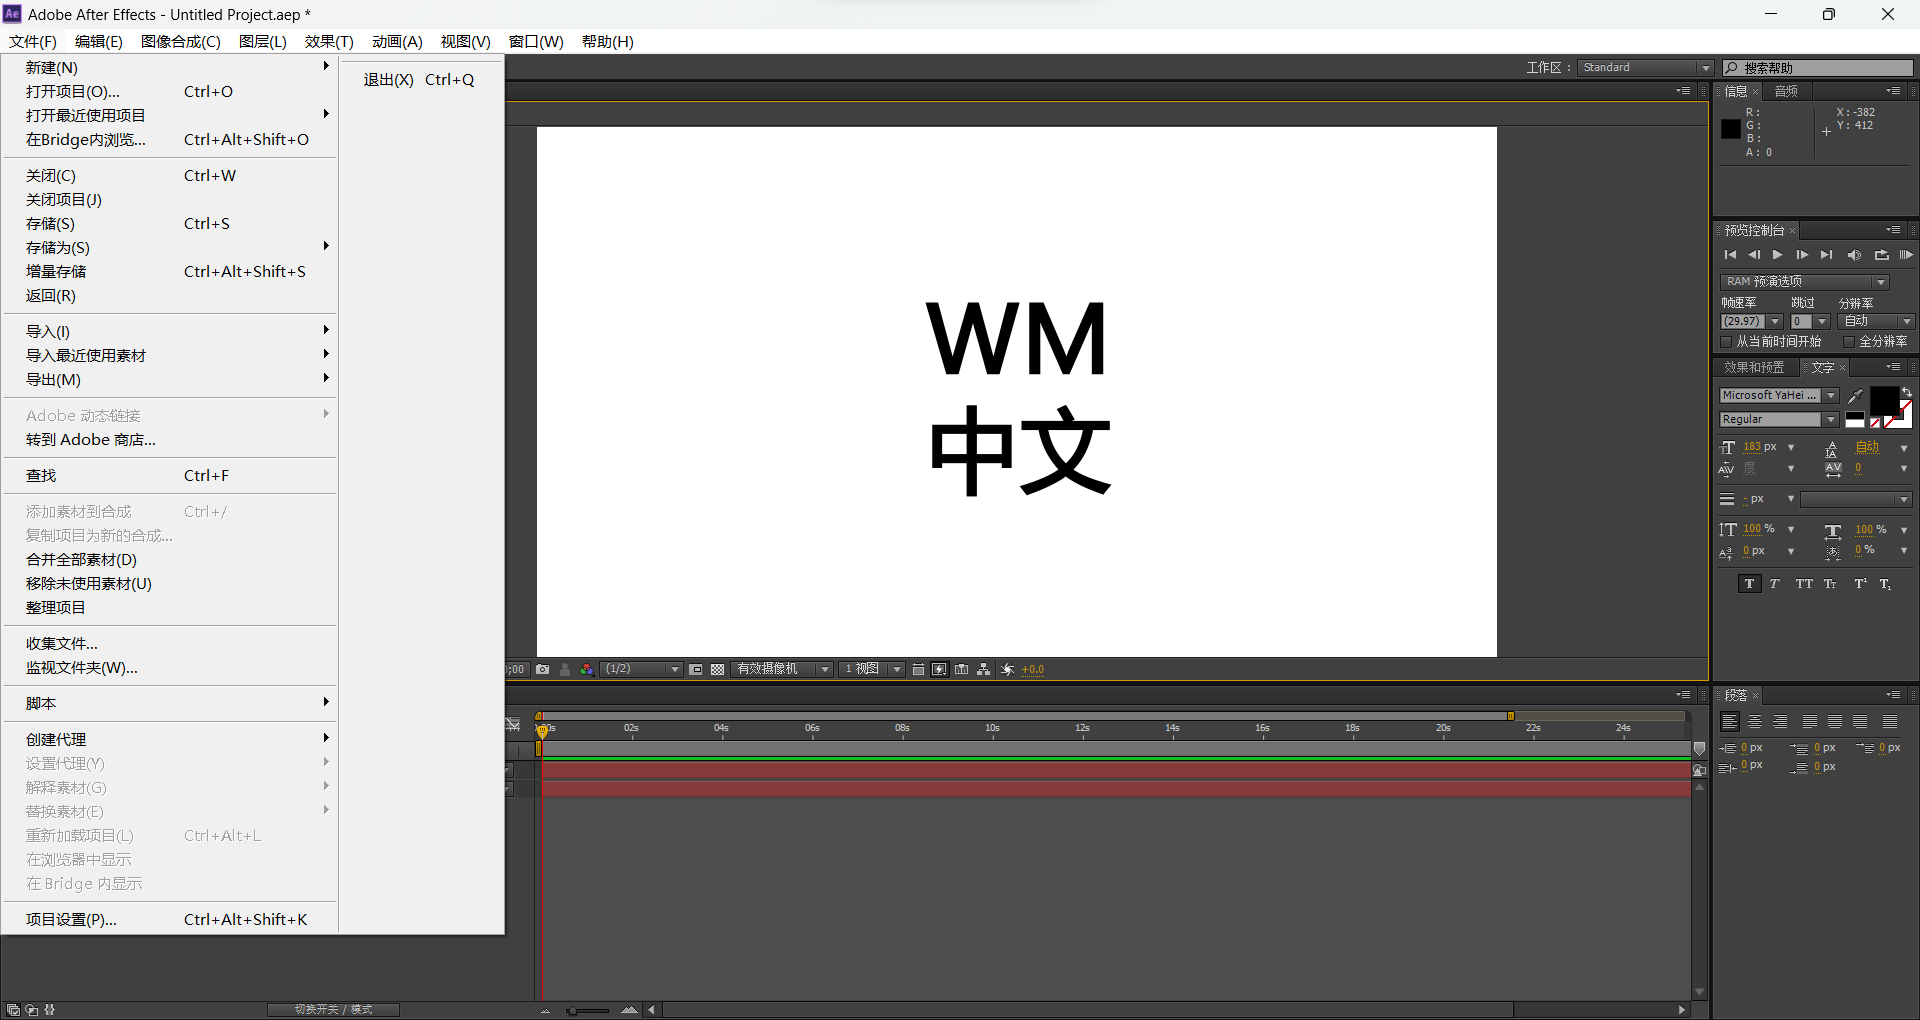 Adobe After Effects - Untitled Project.aep *
文件(F) 编辑(E) 图像合成(C) 图层(L) 效果(T) 动画(A) 视图(V) 窗口(W) 帮助(H)
新建(N)
打开项目(O)... Ctrl+O
打开最近使用项目
在Bridge内浏览... Ctrl+Alt+Shift+O
关闭(C) Ctrl+W
关闭项目(J)
存储(S) Ctrl+S
存储为(S)
增量存储 Ctrl+Alt+Shift+S
返回(R)
导入(I)
导入最近使用素材
导出(M)
Adobe 动态链接
转到 Adobe 商店...
查找 Ctrl+F
添加素材到合成 Ctrl+/
复制项目为新的合成...
合并全部素材(D)
移除未使用素材(U)
整理项目
收集文件...
监视文件夹(W)...
脚本
创建代理
设置代理(Y)
解释素材(G)
替换素材(E)
重新加载项目(L) Ctrl+Alt+L
在浏览器中显示
在 Bridge 内显示
项目设置(P)... Ctrl+Alt+Shift+K
退出(X) Ctrl+Q
工作区： Standard 搜索帮助
WM
中文
(1/2) 有效摄像机 1 视图 +0.0
02s 04s 06s 08s 10s 12s 14s 16s 18s 20s 22s 24s
切换开关 / 模式
信息 音频
R: X: -382
G: Y: 412
B:
A: 0
预览控制台
RAM 预演选项
帧速率 跳过 分辨率
(29.97) 0 自动
从当前时间开始 全分辨率
效果和预置 文字
Microsoft YaHei ...
Regular
183 px 自动
度 0
- px
100 % 100 %
0 px 0 %
T T TT Tt T¹ T₁
段落
0 px 0 px 0 px
0 px 0 px